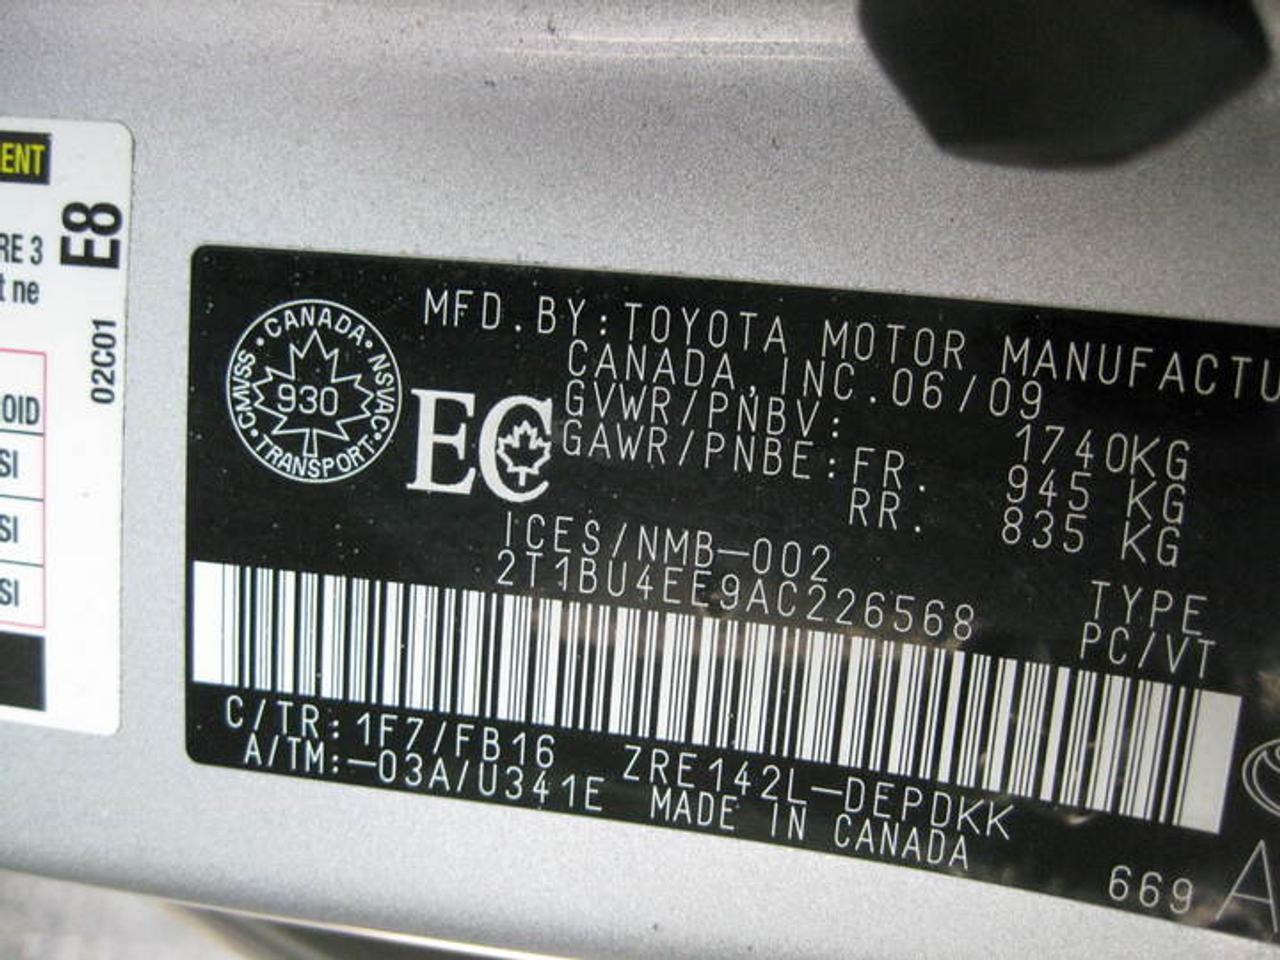 ENT
RE 3
t ne
OID
SI
SI
SI
E8
02C01
CANADA • NSVAC • TRANSPORT • CMVSS •
930
EC
MFD.BY:TOYOTA MOTOR MANUFACTU
CANADA,INC.06/09
GVWR/PNBV: 1740KG
GAWR/PNBE:FR. 945 KG
RR. 835 KG
ICES/NMB-002
2T1BU4EE9AC226568
TYPE
PC/VT
C/TR:1F7/FB16 ZRE142L-DEPDKK
A/TM:-03A/U341E MADE IN CANADA
669 A